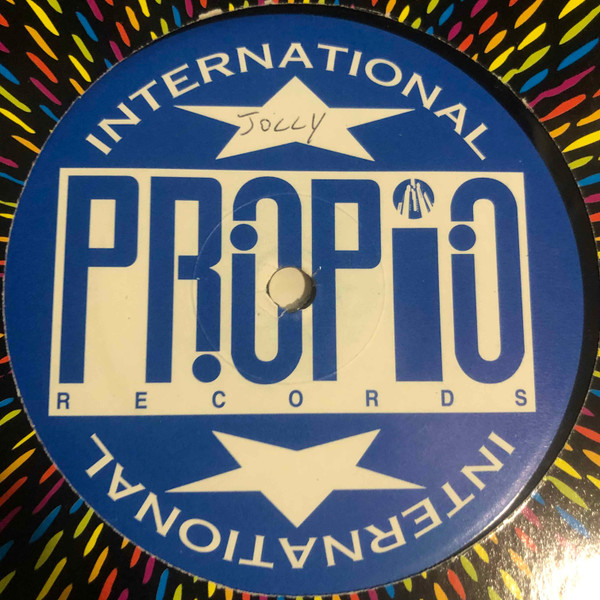 INTERNATIONAL
JOLLY
PROPIO
RECORDS
INTERNATIONAL